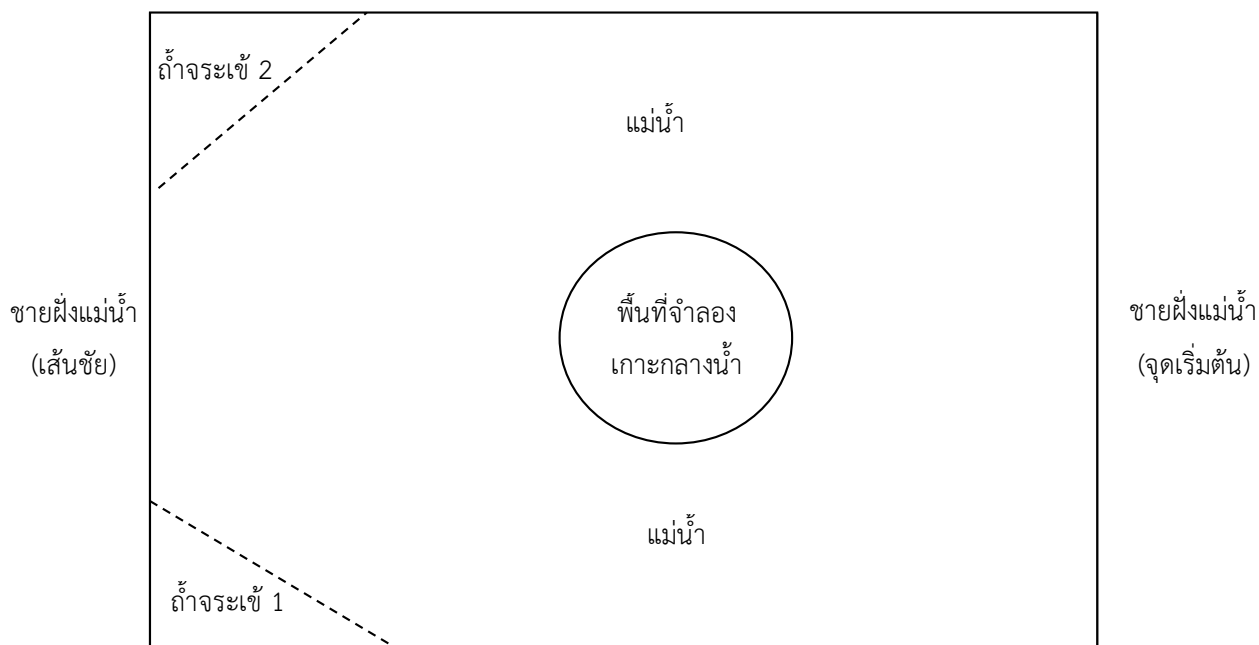 ถ้ำจระเข้ 2
แม่น้ำ
ชายฝั่งแม่น้ำ
(เส้นชัย)
พื้นที่จำลอง
เกาะกลางน้ำ
ชายฝั่งแม่น้ำ
(จุดเริ่มต้น)
แม่น้ำ
ถ้ำจระเข้ 1